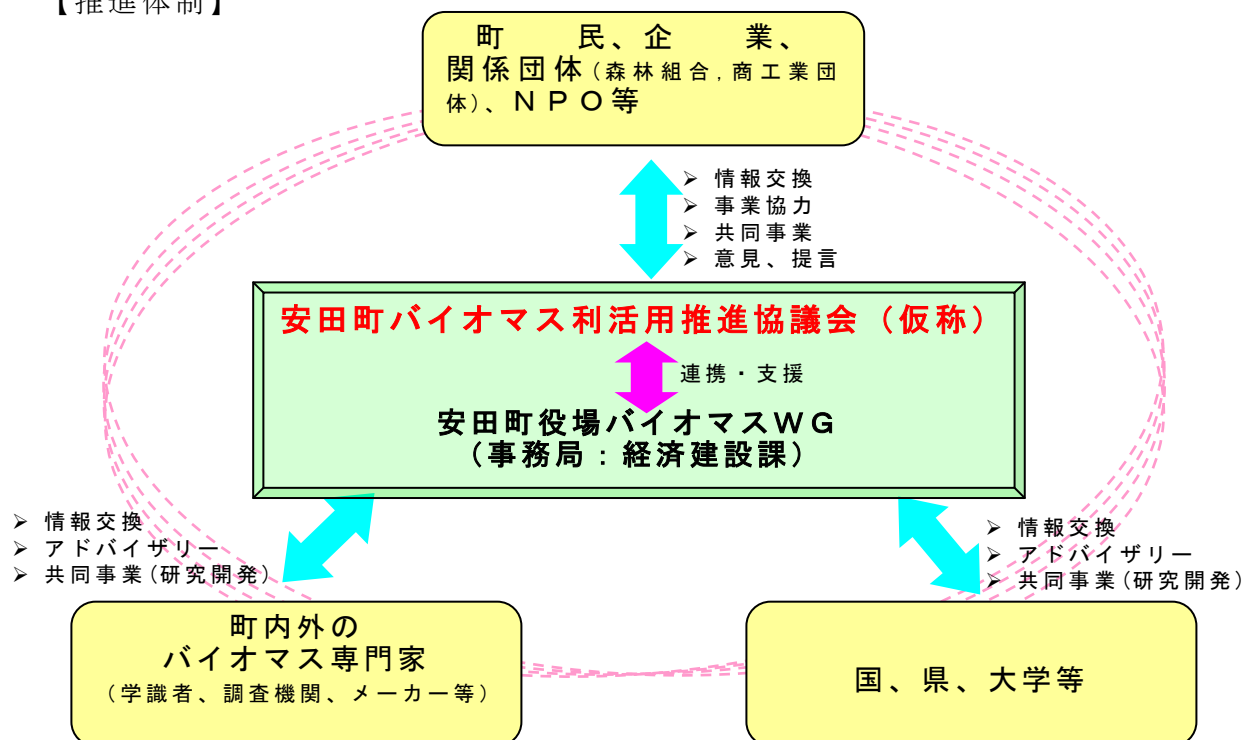 【推進体制】
町　民、企　業、
関係団体（森林組合,商工業団
体）、ＮＰＯ等
➢ 情報交換
➢ 事業協力
➢ 共同事業
➢ 意見、提言
安田町バイオマス利活用推進協議会（仮称）
連携・支援
安田町役場バイオマスＷＧ
（事務局：経済建設課）
➢ 情報交換
➢ アドバイザリー
➢ 共同事業(研究開発)
➢ 情報交換
➢ アドバイザリー
➢ 共同事業(研究開発)
町内外の
バイオマス専門家
（学識者、調査機関、メーカー等）
国、県、大学等